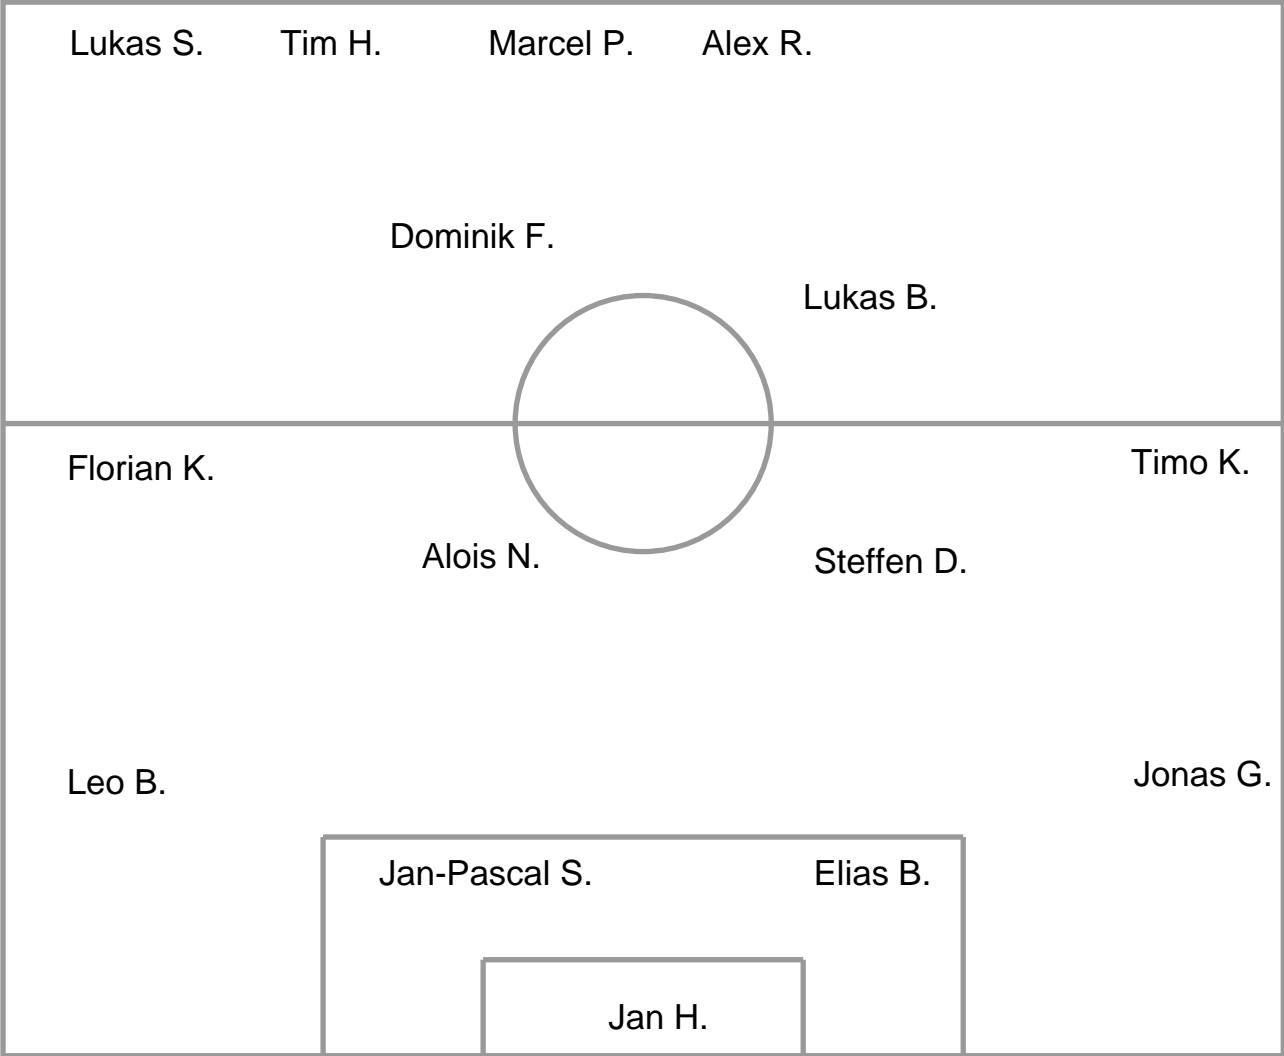 Lukas S. Tim H. Marcel P. Alex R.
Dominik F.
Lukas B.
Florian K. Timo K.
Alois N. Steffen D.
Leo B. Jonas G.
Jan-Pascal S. Elias B.
Jan H.